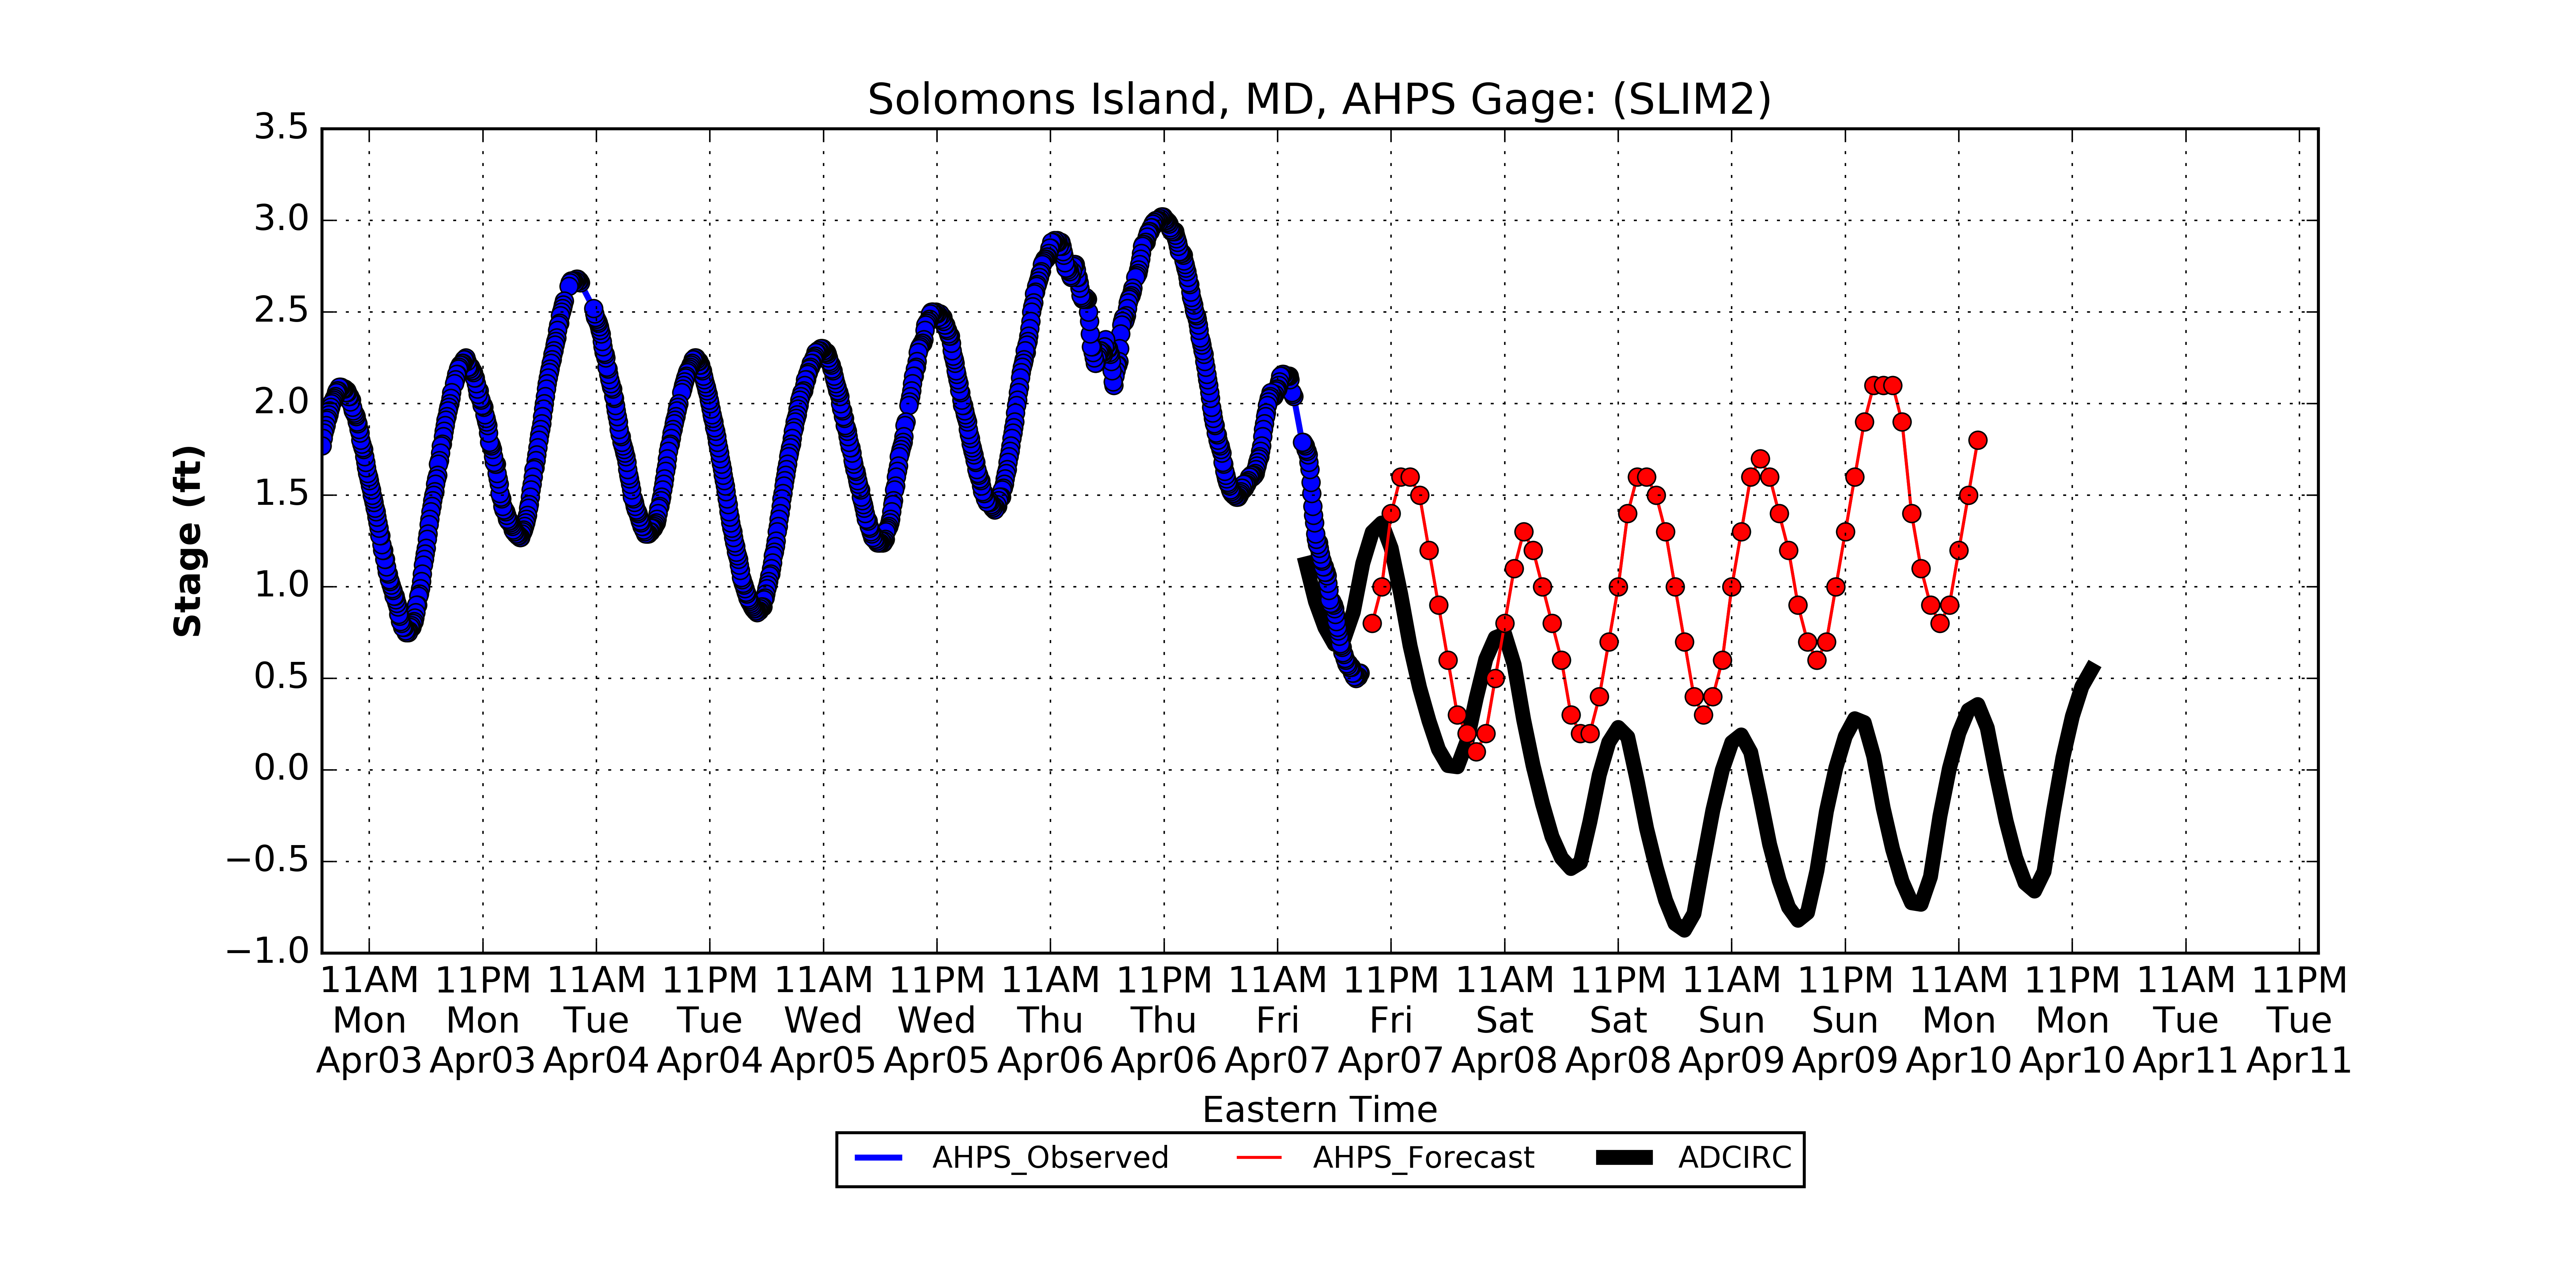 Solomons Island, MD, AHPS Gage: (SLIM2)
Stage (ft)
3.5
3.0
2.5
2.0
1.5
1.0
0.5
0.0
−0.5
−1.0
11AM 11PM 11AM 11PM 11AM 11PM 11AM 11PM 11AM 11PM 11AM 11PM 11AM 11PM 11AM 11PM 11AM 11PM
Mon Mon Tue Tue Wed Wed Thu Thu Fri Fri Sat Sat Sun Sun Mon Mon Tue Tue
Apr03 Apr03 Apr04 Apr04 Apr05 Apr05 Apr06 Apr06 Apr07 Apr07 Apr08 Apr08 Apr09 Apr09 Apr10 Apr10 Apr11 Apr11
Eastern Time
AHPS_Observed AHPS_Forecast ADCIRC